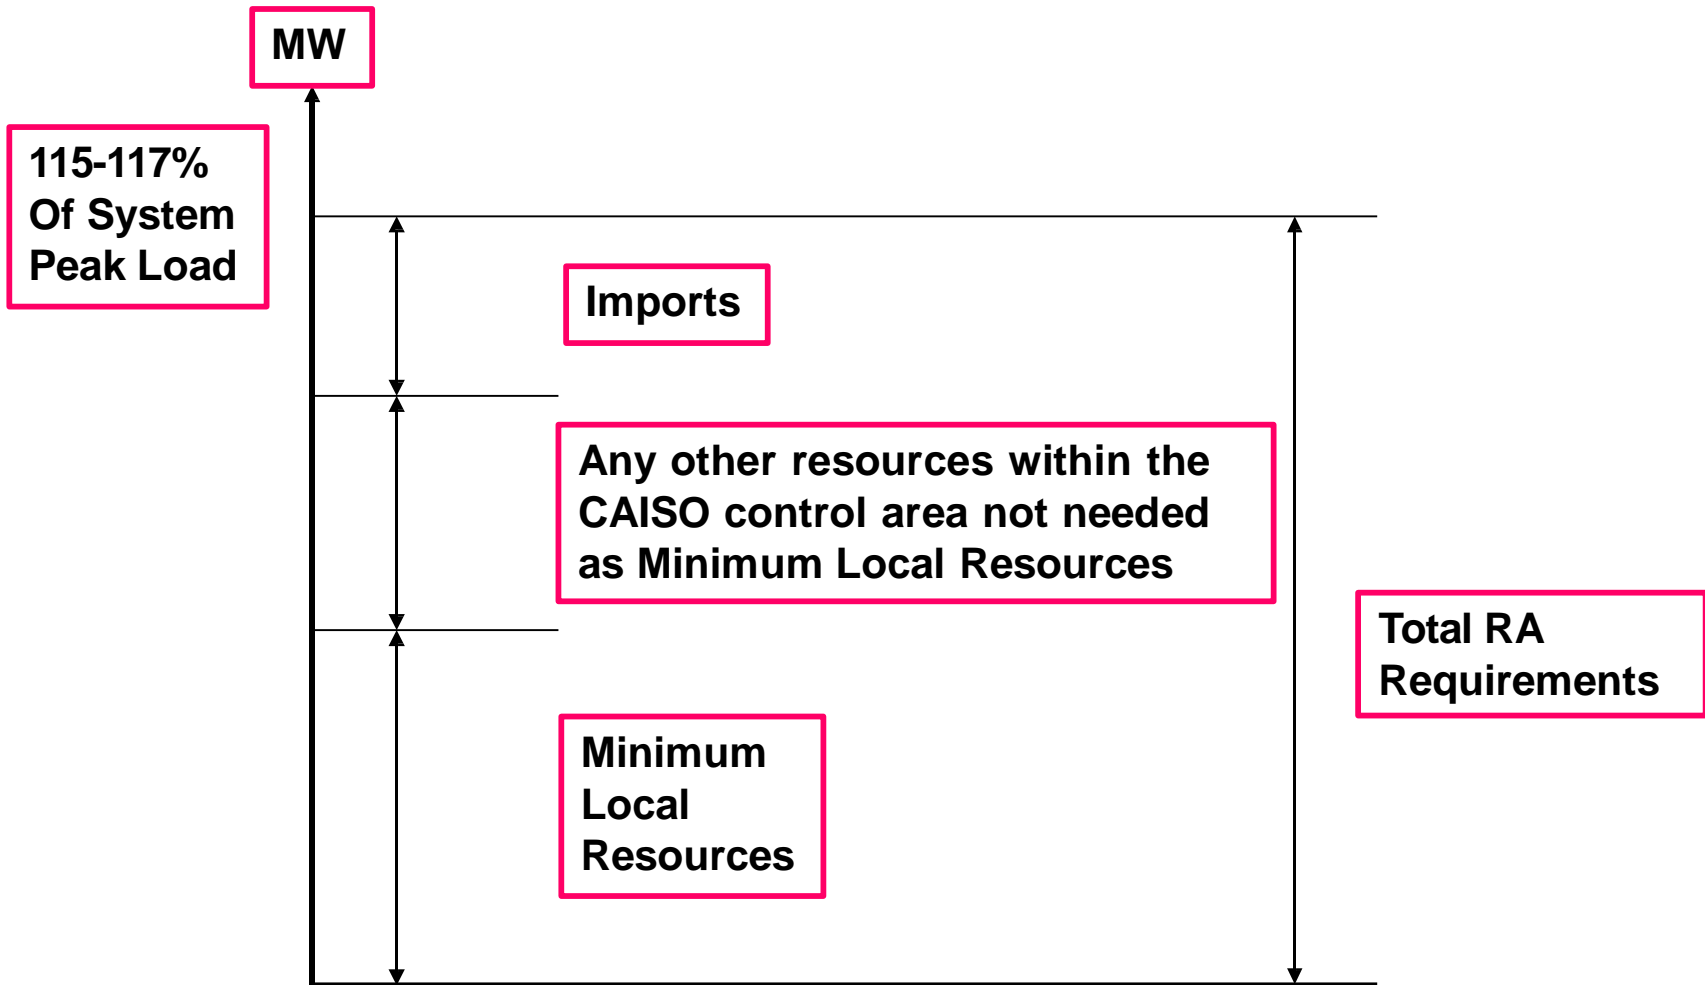 MW
115-117%
Of System
Peak Load
Imports
Any other resources within the
CAISO control area not needed
as Minimum Local Resources
Total RA
Requirements
Minimum
Local
Resources